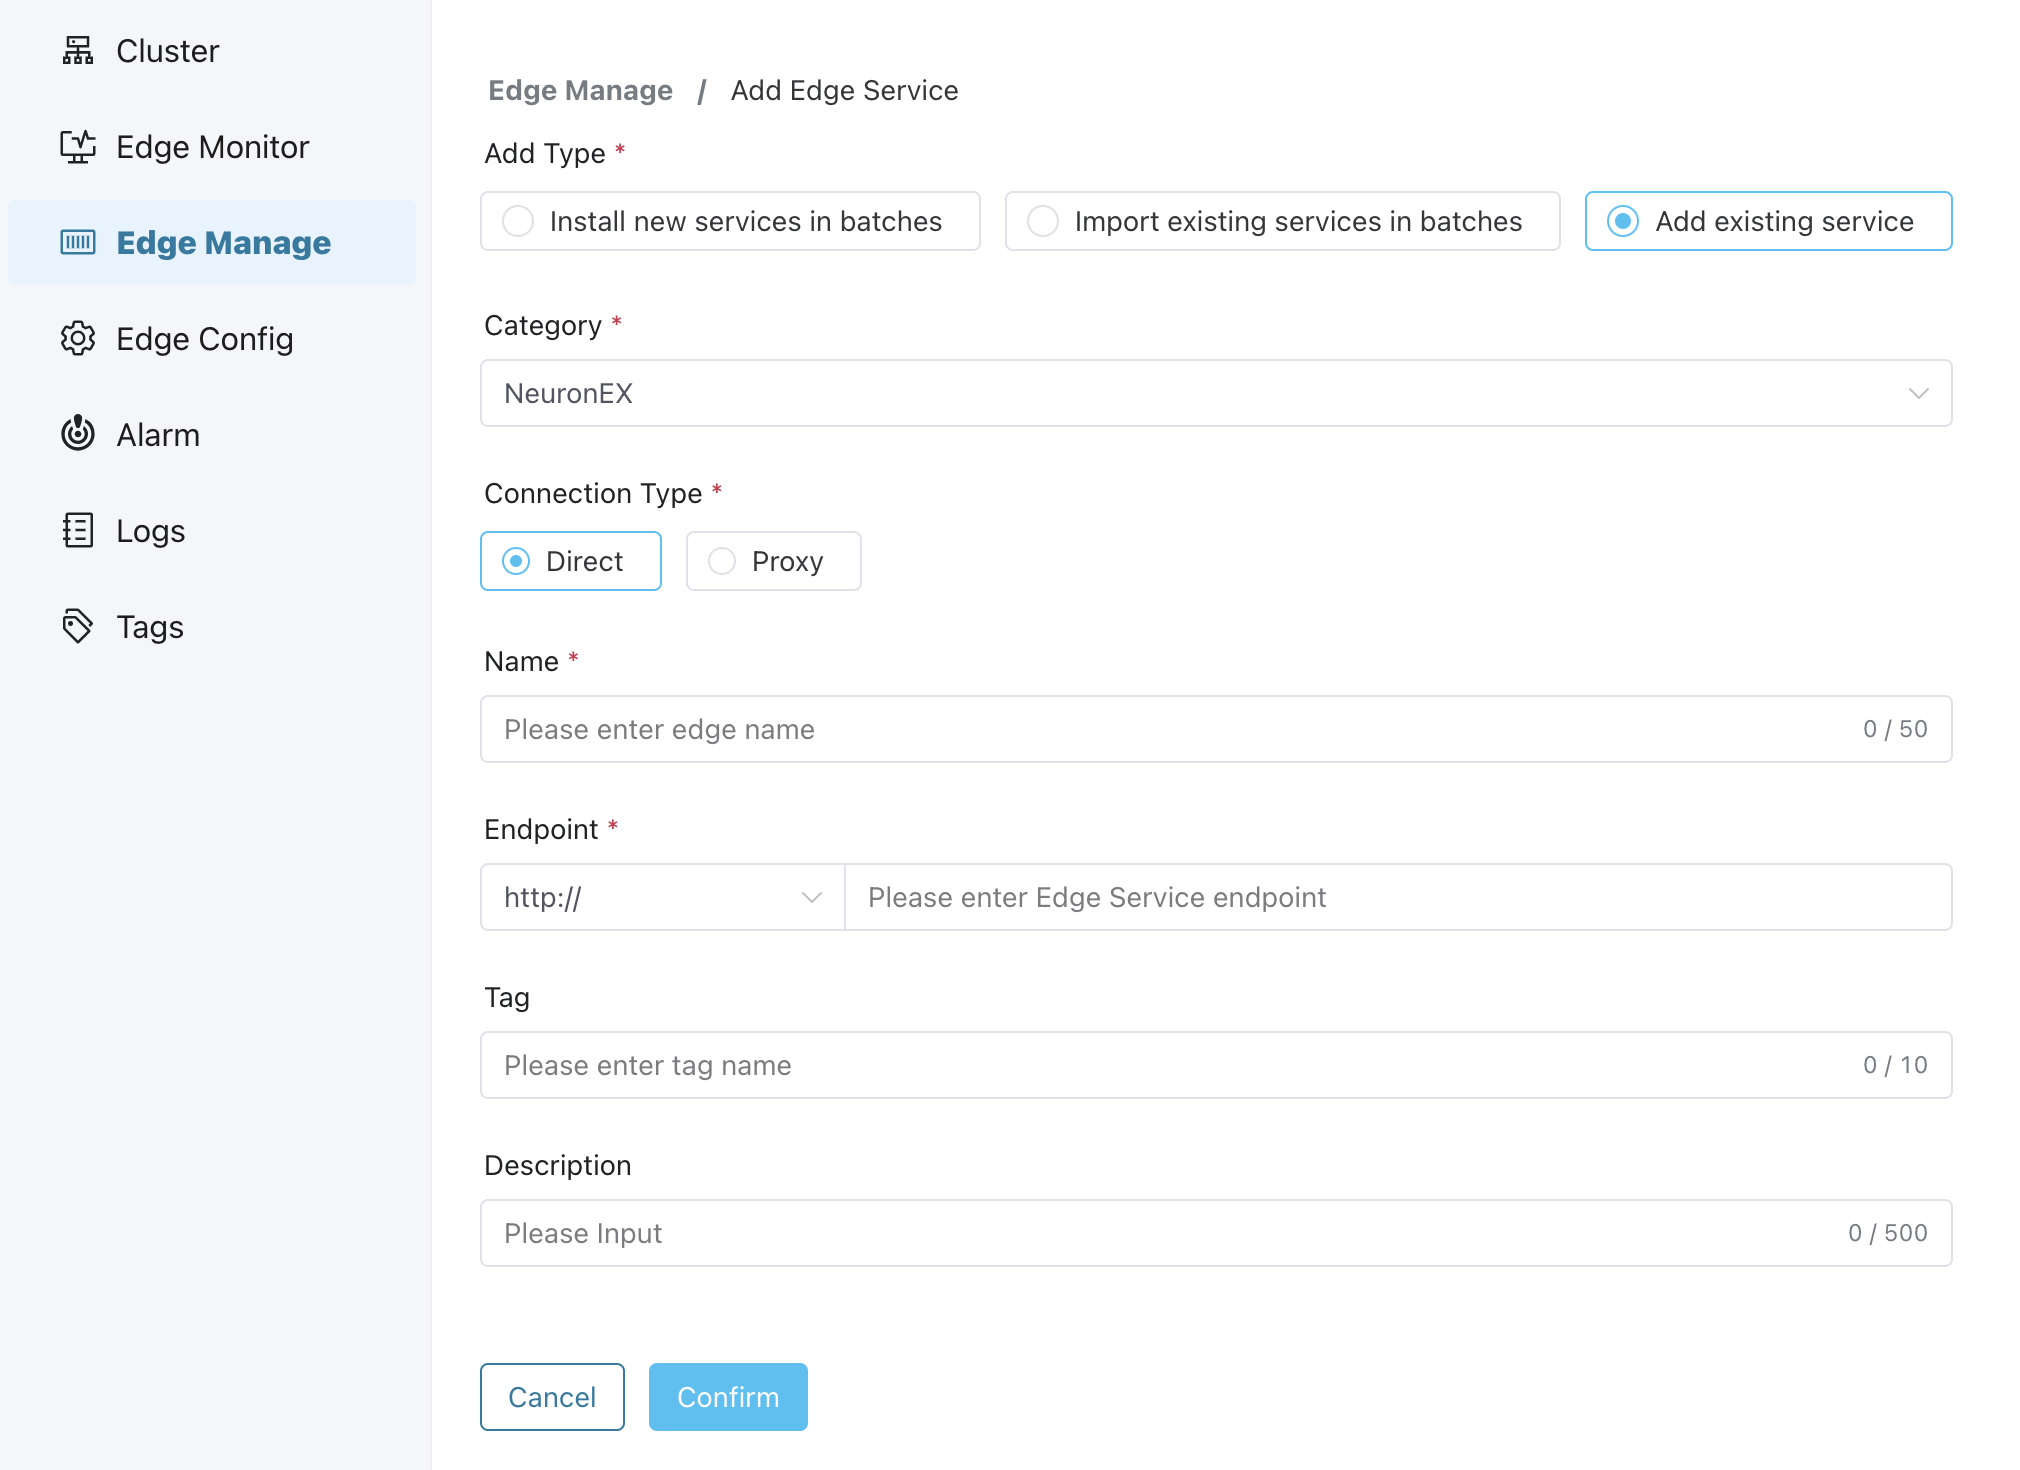 Cluster
Edge Monitor
Edge Manage
Edge Config
Alarm
Logs
Tags
Edge Manage / Add Edge Service
Add Type *
Install new services in batches
Import existing services in batches
Add existing service
Category *
NeuronEX
Connection Type *
Direct
Proxy
Name *
Please enter edge name 0 / 50
Endpoint *
http:// Please enter Edge Service endpoint
Tag
Please enter tag name 0 / 10
Description
Please Input 0 / 500
Cancel
Confirm